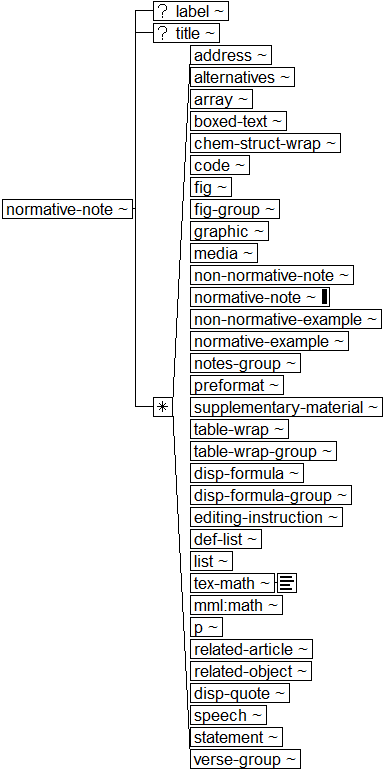 ? label ~
? title ~
address ~
alternatives ~
array ~
boxed-text ~
chem-struct-wrap ~
code ~
fig ~
normative-note ~
fig-group ~
graphic ~
media ~
non-normative-note ~
normative-note ~
non-normative-example ~
normative-example ~
notes-group ~
preformat ~
* supplementary-material ~
table-wrap ~
table-wrap-group ~
disp-formula ~
disp-formula-group ~
editing-instruction ~
def-list ~
list ~
tex-math ~
mml:math ~
p ~
related-article ~
related-object ~
disp-quote ~
speech ~
statement ~
verse-group ~